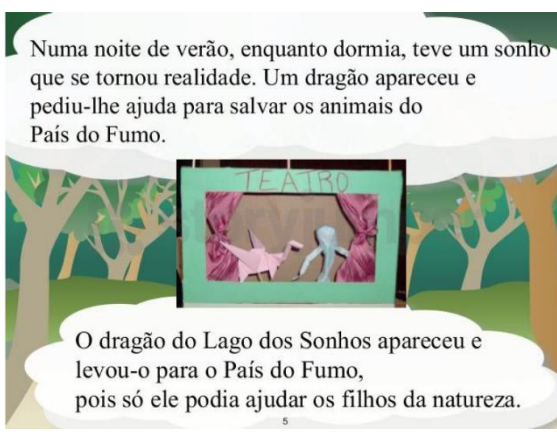 Numa noite de verão, enquanto dormia, teve um sonho
que se tornou realidade. Um dragão apareceu e
pediu-lhe ajuda para salvar os animais do
País do Fumo.
TEATRO
O dragão do Lago dos Sonhos apareceu e
levou-o para o País do Fumo,
pois só ele podia ajudar os filhos da natureza.
5